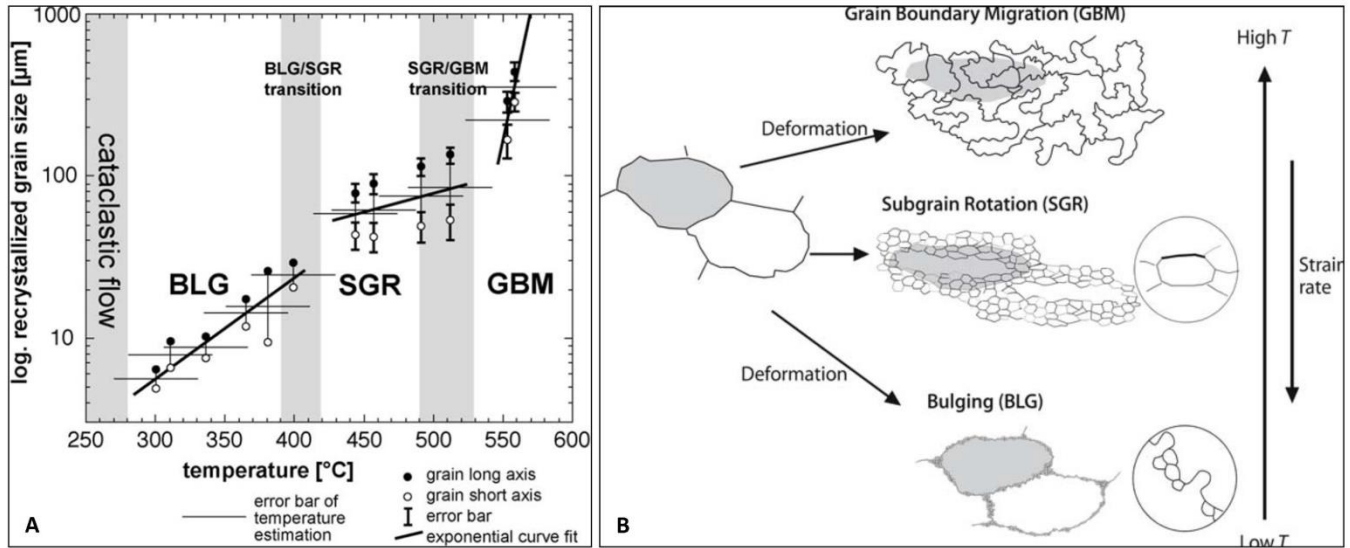 log. recrystallized grain size [µm]
1000
100
10
cataclastic flow
BLG/SGR
transition
SGR/GBM
transition
BLG
SGR
GBM
250
300
350
400
450
500
550
600
temperature [°C]
grain long axis
grain short axis
error bar
exponential curve fit
error bar of
temperature
estimation
A
Grain Boundary Migration (GBM)
High T
Deformation
Subgrain Rotation (SGR)
Strain
rate
Deformation
Bulging (BLG)
Low T
B